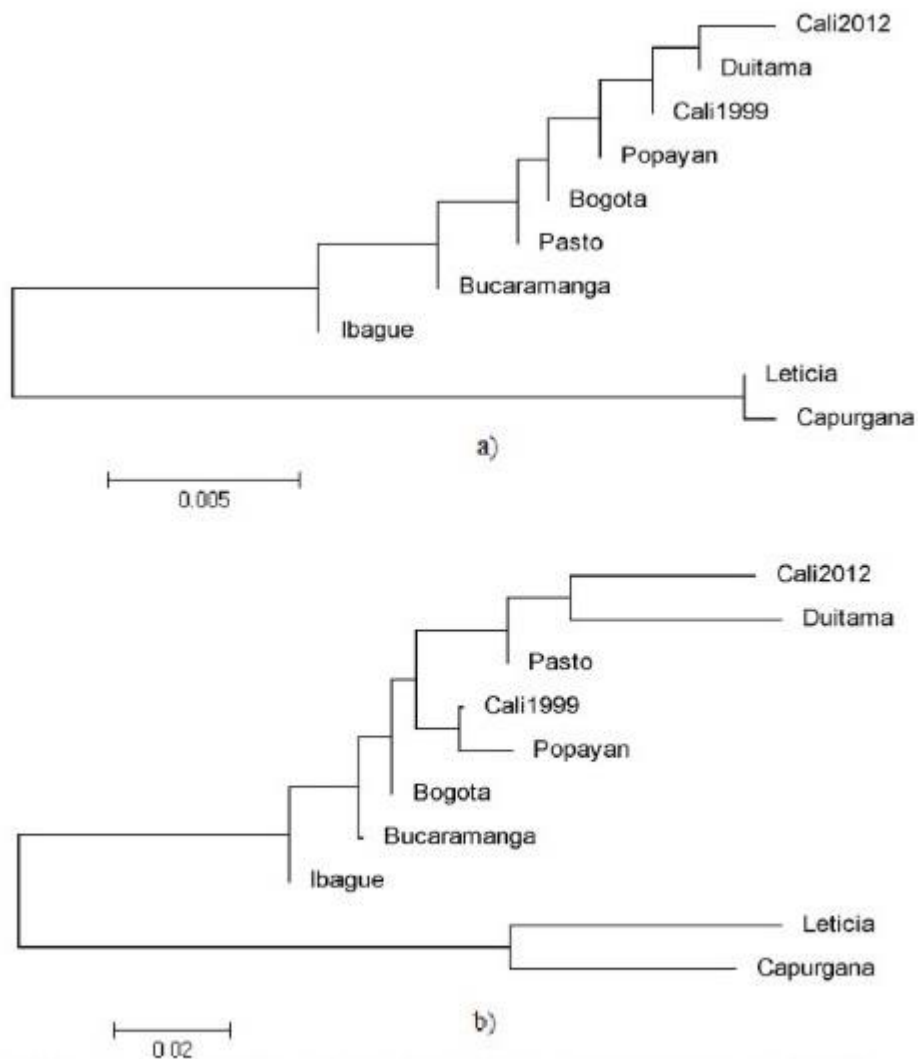 Cali2012
Duitama
Cali1999
Popayan
Bogota
Pasto
Bucaramanga
Ibague
Leticia
Capurgana
a)
0.005
Cali2012
Duitama
Pasto
Cali1999
Popayan
Bogota
Bucaramanga
Ibague
Leticia
Capurgana
b)
0.02